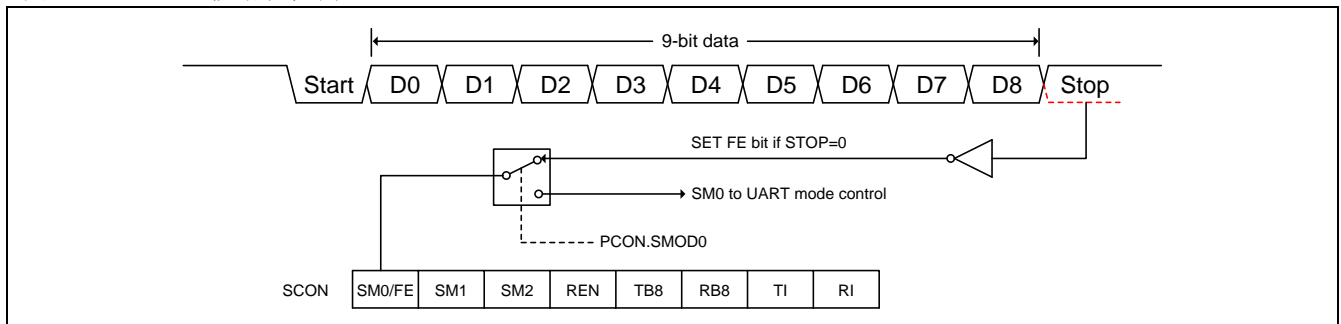 9-bit data
Start D0 D1 D2 D3 D4 D5 D6 D7 D8 Stop
SET FE bit if STOP=0
SM0 to UART mode control
PCON.SMOD0
SCON SM0/FE SM1 SM2 REN TB8 RB8 TI RI